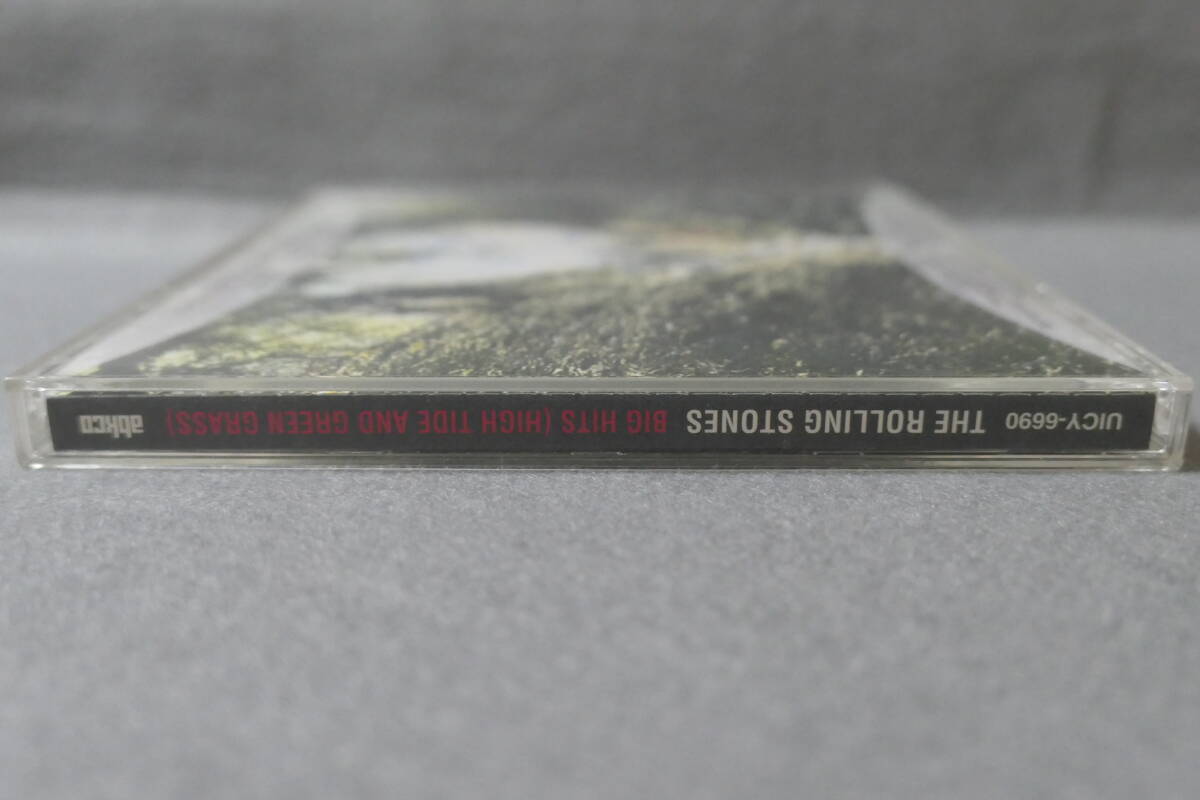 UICY-6690 THE ROLLING STONES BIG HITS (HIGH TIDE AND GREEN GRASS) abkco